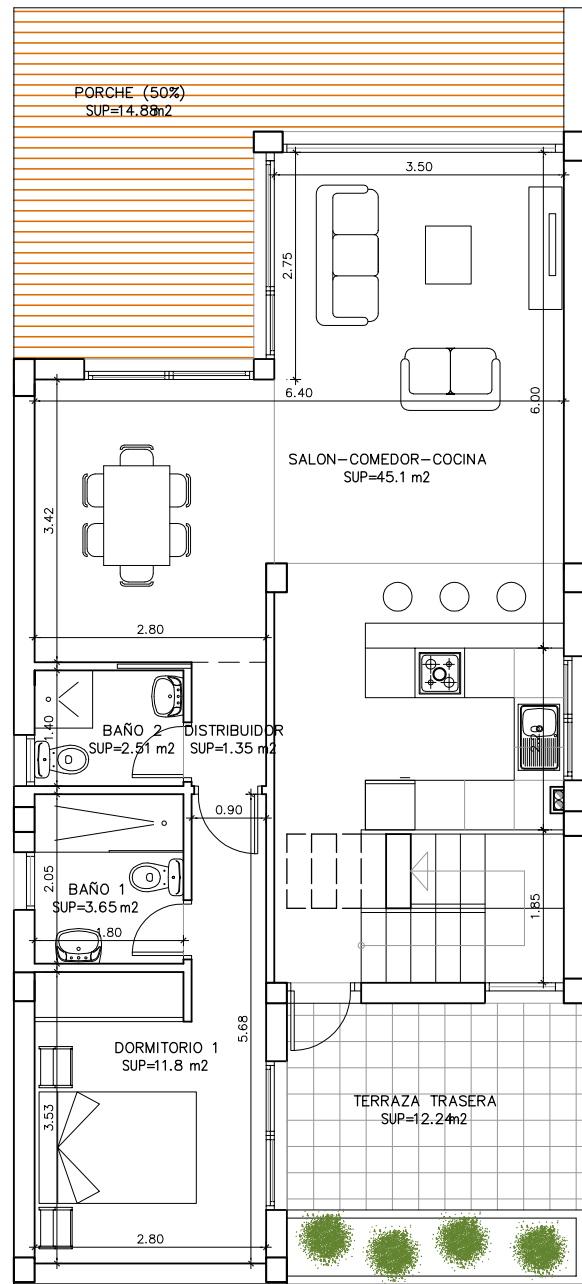 PORCHE (50%)
SUP=14.88m2
3.50
2.75
6.40
6.00
SALON-COMEDOR-COCINA
SUP=45.1 m2
3.42
2.80
BAÑO 2
SUP=2.51 m2
DISTRIBUIDOR
SUP=1.35 m2
1.40
0.90
2.05
BAÑO 1
SUP=3.65 m2
1.80
1.85
5.68
DORMITORIO 1
SUP=11.8 m2
TERRAZA TRASERA
SUP=12.24m2
3.53
2.80